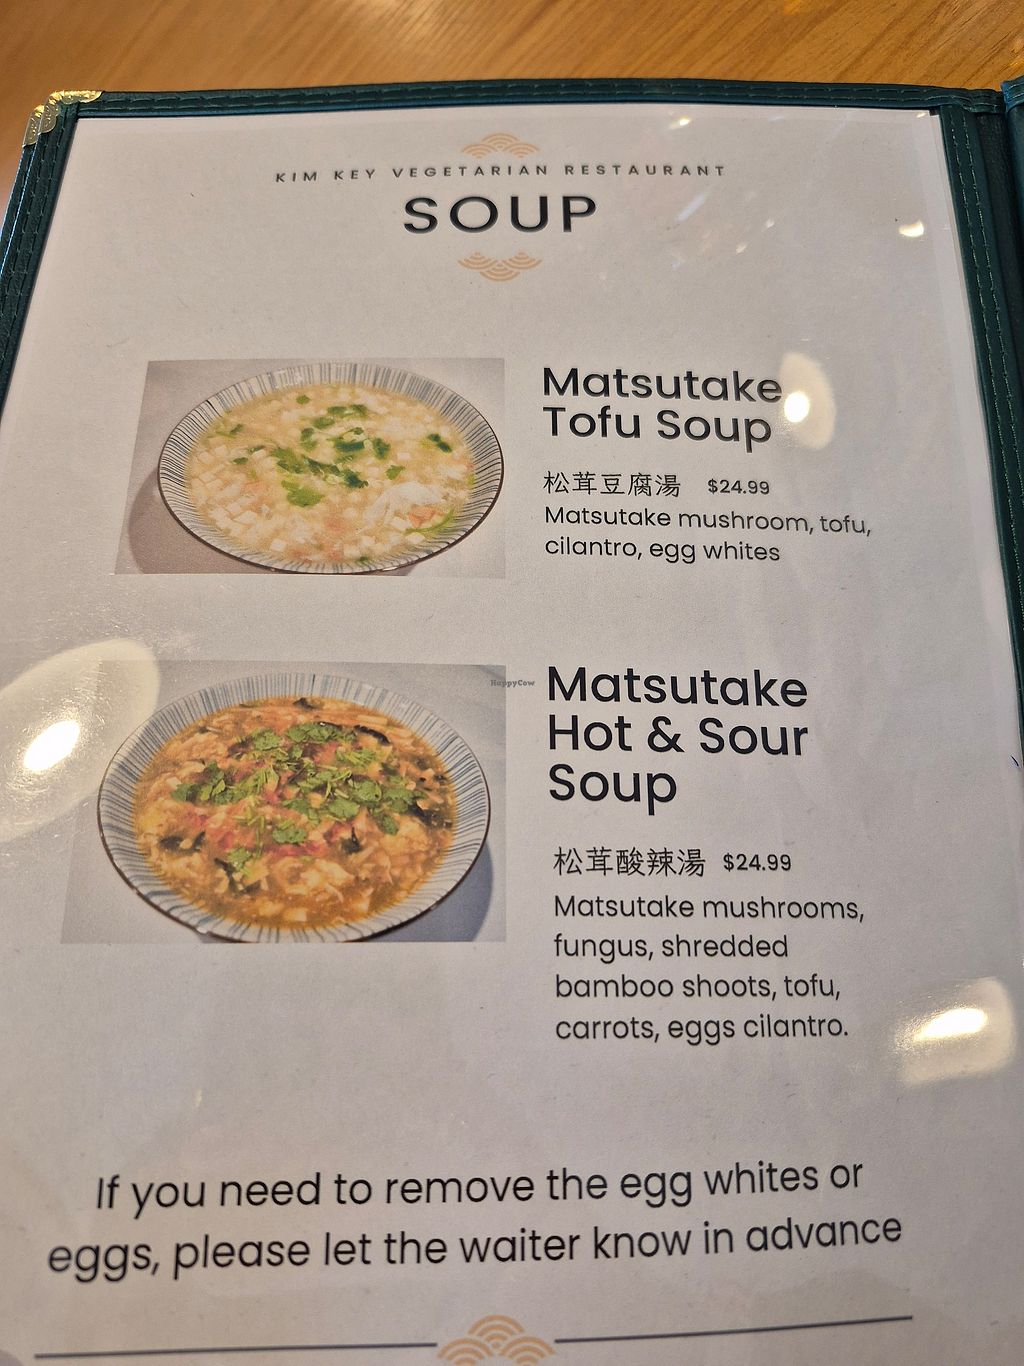 KIM KEY VEGETARIAN RESTAURANT
SOUP
Matsutake
Tofu Soup
松茸豆腐湯 $24.99
Matsutake mushroom, tofu,
cilantro, egg whites
HappyCow
Matsutake
Hot & Sour
Soup
松茸酸辣湯 $24.99
Matsutake mushrooms,
fungus, shredded
bamboo shoots, tofu,
carrots, eggs cilantro.
If you need to remove the egg whites or
eggs, please let the waiter know in advance